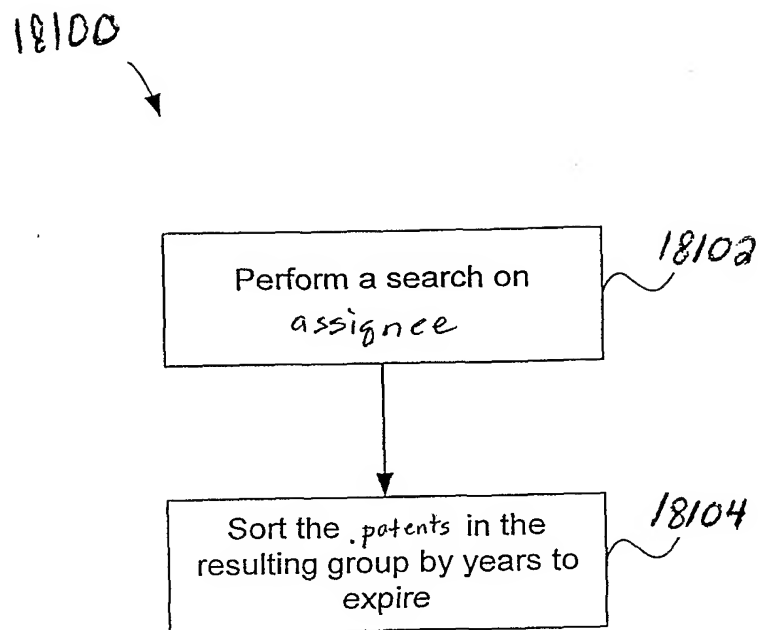 18100
18102
Perform a search on
assignee
18104
Sort the patents in the
resulting group by years to
expire